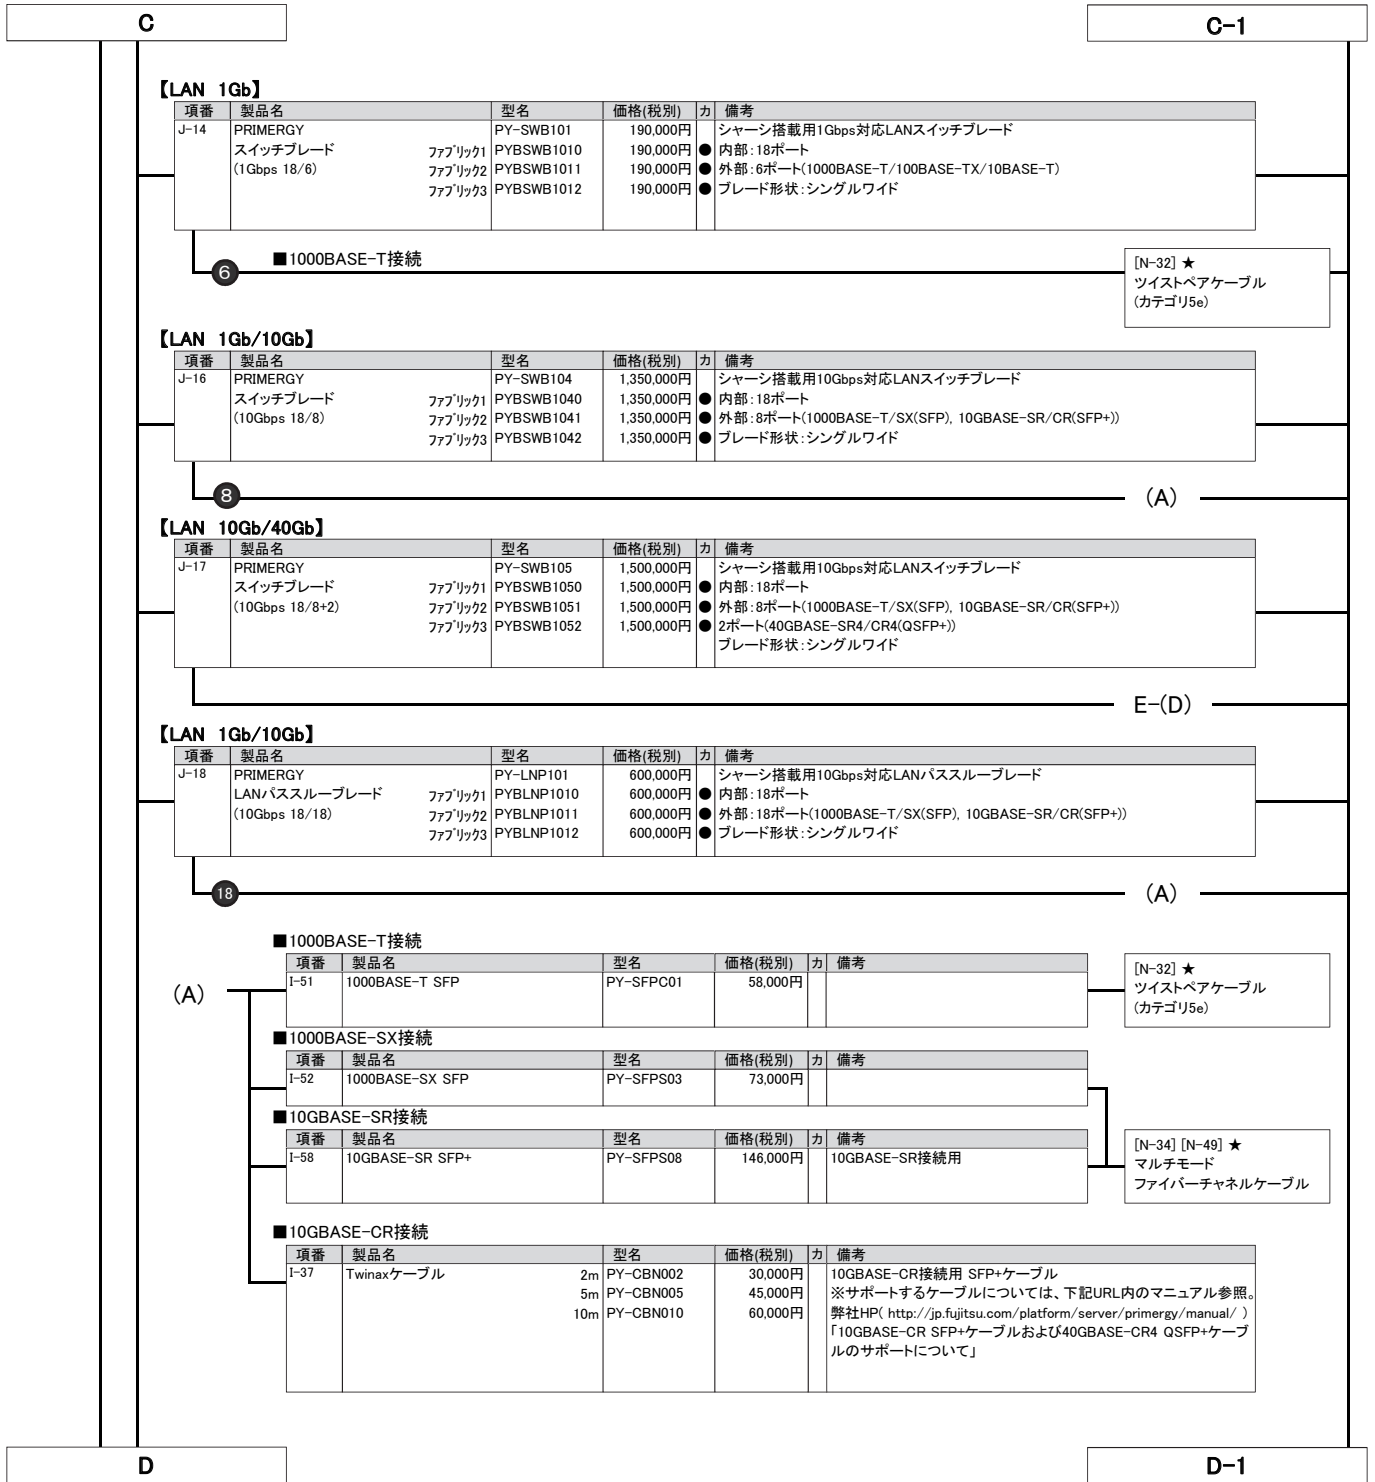 C
C-1
【LAN 1Gb】
項番 製品名 型名 価格(税別) カ 備考
J-14 PRIMERGY PY-SWB101 190,000円 シャーシ搭載用1Gbps対応LANスイッチブレード
スイッチブレード ファブリック1 PYBSWB1010 190,000円 ● 内部：18ポート
(1Gbps 18/6) ファブリック2 PYBSWB1011 190,000円 ● 外部：6ポート(1000BASE-T/100BASE-TX/10BASE-T)
ファブリック3 PYBSWB1012 190,000円 ● ブレード形状：シングルワイド
■1000BASE-T接続
6
[N-32] ★
ツイストペアケーブル
(カテゴリ5e)
【LAN 1Gb/10Gb】
項番 製品名 型名 価格(税別) カ 備考
J-16 PRIMERGY PY-SWB104 1,350,000円 シャーシ搭載用10Gbps対応LANスイッチブレード
スイッチブレード ファブリック1 PYBSWB1040 1,350,000円 ● 内部：18ポート
(10Gbps 18/8) ファブリック2 PYBSWB1041 1,350,000円 ● 外部：8ポート(1000BASE-T/SX(SFP), 10GBASE-SR/CR(SFP+))
ファブリック3 PYBSWB1042 1,350,000円 ● ブレード形状：シングルワイド
8 (A)
【LAN 10Gb/40Gb】
項番 製品名 型名 価格(税別) カ 備考
J-17 PRIMERGY PY-SWB105 1,500,000円 シャーシ搭載用10Gbps対応LANスイッチブレード
スイッチブレード ファブリック1 PYBSWB1050 1,500,000円 ● 内部：18ポート
(10Gbps 18/8+2) ファブリック2 PYBSWB1051 1,500,000円 ● 外部：8ポート(1000BASE-T/SX(SFP), 10GBASE-SR/CR(SFP+))
ファブリック3 PYBSWB1052 1,500,000円 ● 2ポート(40GBASE-SR4/CR4(QSFP+))
ブレード形状：シングルワイド
E-(D)
【LAN 1Gb/10Gb】
項番 製品名 型名 価格(税別) カ 備考
J-18 PRIMERGY PY-LNP101 600,000円 シャーシ搭載用10Gbps対応LANパススルーブレード
LANパススルーブレード ファブリック1 PYBLNP1010 600,000円 ● 内部：18ポート
(10Gbps 18/18) ファブリック2 PYBLNP1011 600,000円 ● 外部：18ポート(1000BASE-T/SX(SFP), 10GBASE-SR/CR(SFP+))
ファブリック3 PYBLNP1012 600,000円 ● ブレード形状：シングルワイド
18 (A)
■1000BASE-T接続
(A)
項番 製品名 型名 価格(税別) カ 備考
I-51 1000BASE-T SFP PY-SFPC01 58,000円
[N-32] ★
ツイストペアケーブル
(カテゴリ5e)
■1000BASE-SX接続
項番 製品名 型名 価格(税別) カ 備考
I-52 1000BASE-SX SFP PY-SFPS03 73,000円
■10GBASE-SR接続
項番 製品名 型名 価格(税別) カ 備考
I-58 10GBASE-SR SFP+ PY-SFPS08 146,000円 10GBASE-SR接続用
[N-34] [N-49] ★
マルチモード
ファイバーチャネルケーブル
■10GBASE-CR接続
項番 製品名 型名 価格(税別) カ 備考
I-37 Twinaxケーブル 2m PY-CBN002 30,000円 10GBASE-CR接続用 SFP+ケーブル
5m PY-CBN005 45,000円 ※サポートするケーブルについては、下記URL内のマニュアル参照。
10m PY-CBN010 60,000円 弊社HP( http://jp.fujitsu.com/platform/server/primergy/manual/ )
「10GBASE-CR SFP+ケーブルおよび40GBASE-CR4 QSFP+ケーブ
ルのサポートについて」
D
D-1